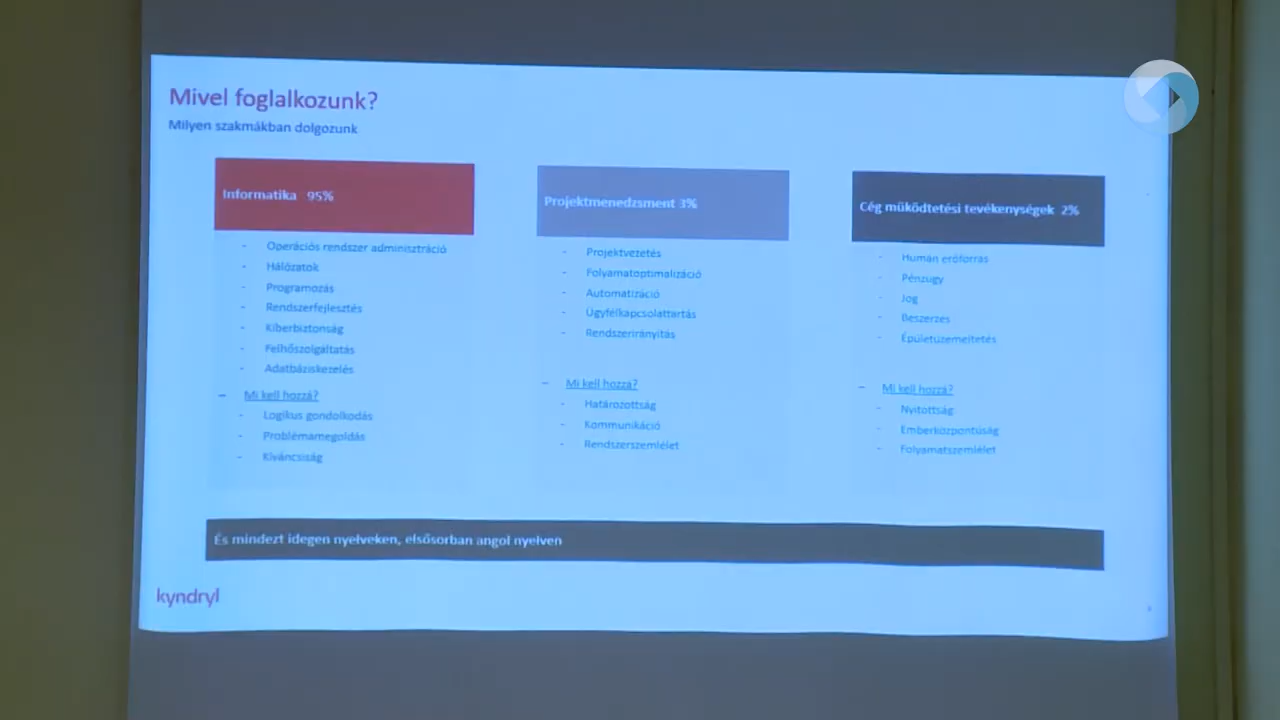 Mivel foglalkozunk?
Milyen szakmákban dolgozunk
Informatika 95%
- Operációs rendszer adminisztráció
- Hálózatok
- Programozás
- Rendszerfejlesztés
- Kiberbiztonság
- Felhőszolgáltatás
- Adatbáziskezelés
– Mi kell hozzá?
- Logikus gondolkodás
- Problémamegoldás
- Kíváncsiság
Projektmenedzsment 3%
- Projektvezetés
- Folyamatoptimalizáció
- Automatizáció
- Ügyfélkapcsolattartás
- Rendszerirányítás
– Mi kell hozzá?
- Határozottság
- Kommunikáció
- Rendszerszemlélet
Cég működtetési tevékenységek 2%
- Humán erőforrás
- Pénzügy
- Jog
- Beszerzés
- Épületüzemeltetés
– Mi kell hozzá?
- Nyitottság
- Emberközpontúság
- Folyamatszemlélet
És mindezt idegen nyelveken, elsősorban angol nyelven
kyndryl